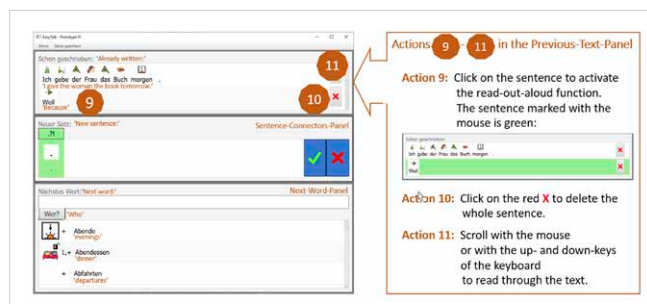 EasyTalk - Prototype III
Schon geschrieben: 'Already written:'
Ich gebe der Frau das Buch morgen .
'I give the woman the book tomorrow.'
Weil
'Because'
9
10
11
Neuer Satz: 'New sentence:'
Sentence-Connectors-Panel
.?!
.
Nächstes Wort: 'Next word:'
Next-Word-Panel
Wer? 'Who'
+ Abende
'evenings'
1,+ Abendessen
'dinner'
+ Abfahrten
'departures'
Actions 9 - 11 in the Previous-Text-Panel
Action 9: Click on the sentence to activate
the read-out-aloud function.
The sentence marked with the
mouse is green:
Schon geschrieben:
Ich gebe der Frau das Buch morgen .
Weil
Action 10: Click on the red X to delete the
whole sentence.
Action 11: Scroll with the mouse
or with the up- and down-keys
of the keyboard
to read through the text.